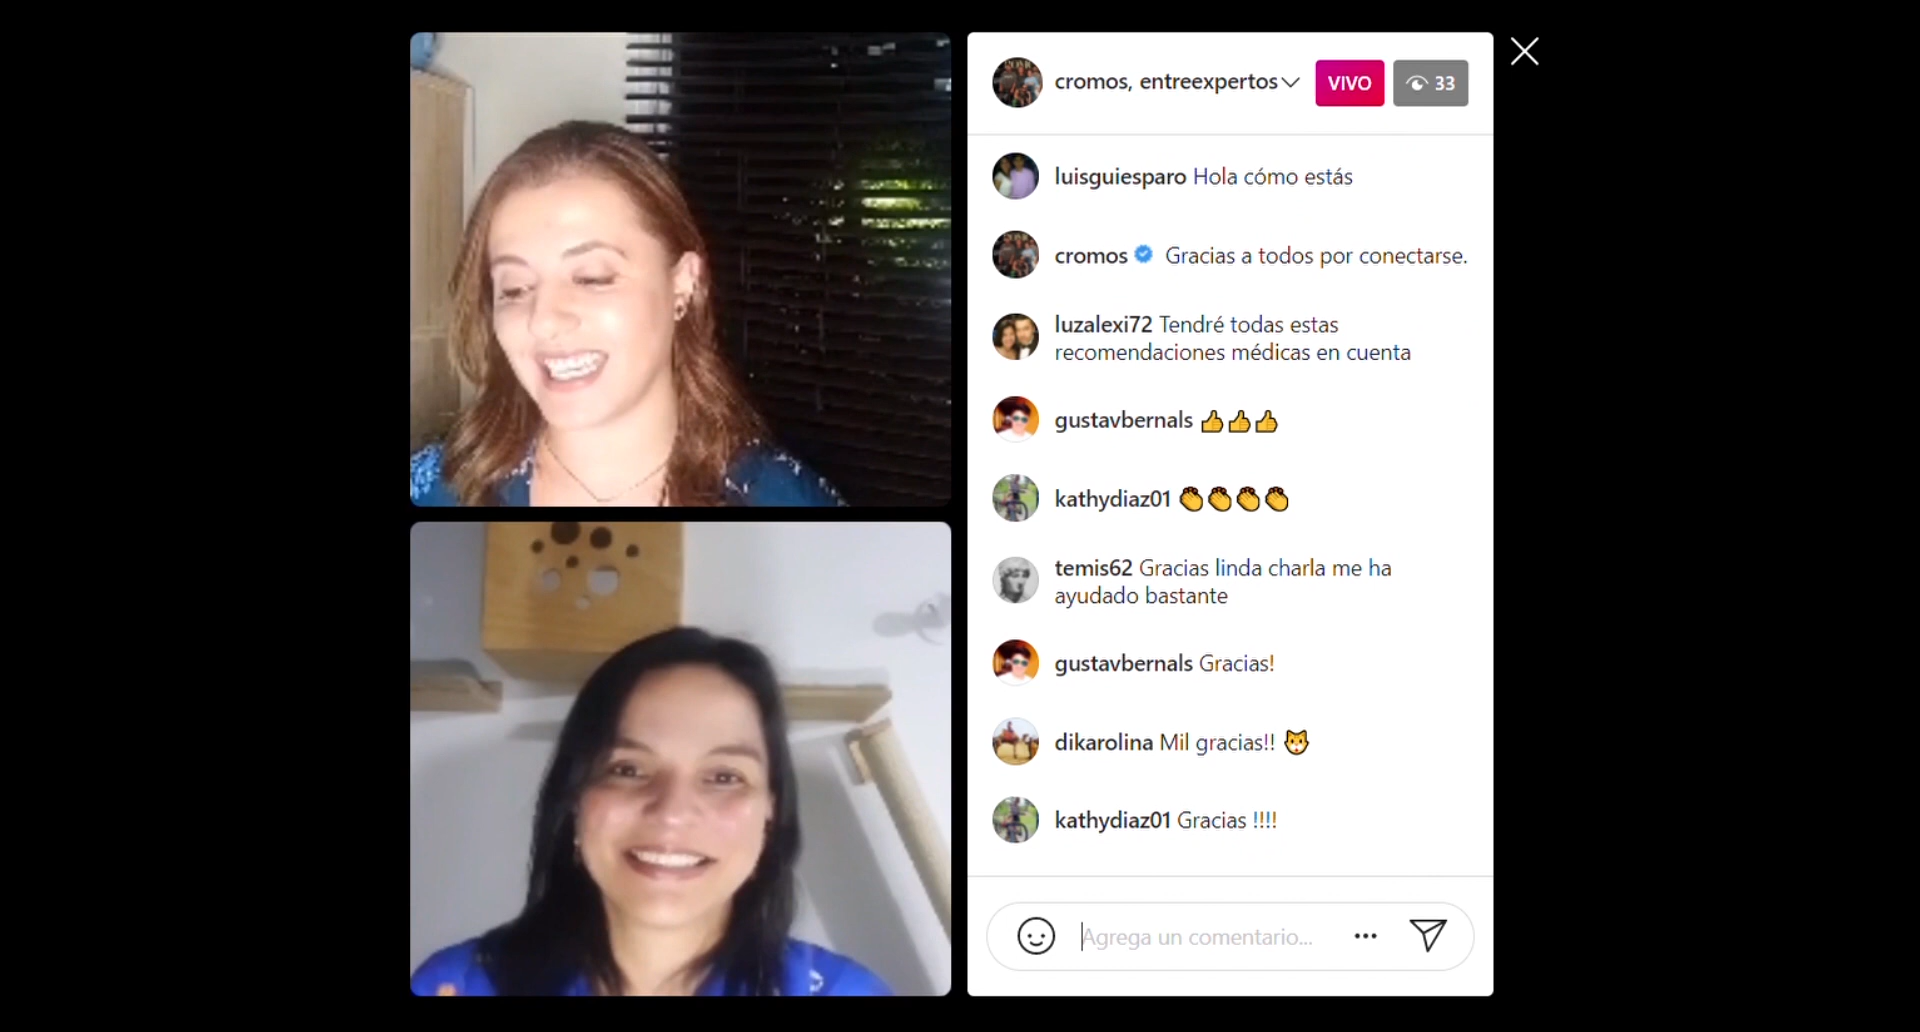 cromos, entreexpertos
VIVO
33
luisguiesparo Hola cómo estás
cromos Gracias a todos por conectarse.
luzalexi72 Tendré todas estas
recomendaciones médicas en cuenta
gustavbernals 👍👍👍
kathydiaz01 👏👏👏👏
temis62 Gracias linda charla me ha
ayudado bastante
gustavbernals Gracias!
dikarolina Mil gracias!! 🐱
kathydiaz01 Gracias !!!!
Agrega un comentario...